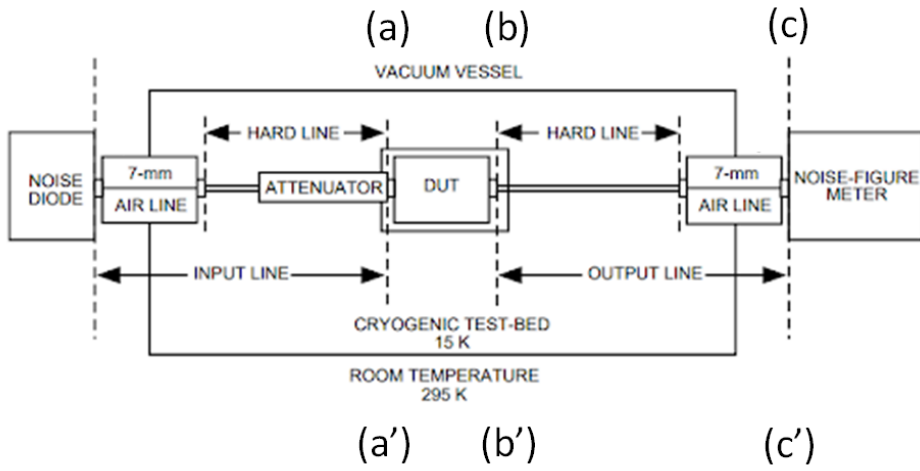 (a) (b) (c)
VACUUM VESSEL
HARD LINE HARD LINE
NOISE
DIODE
7-mm
AIR LINE
ATTENUATOR
DUT
7-mm
AIR LINE
NOISE-FIGURE
METER
INPUT LINE OUTPUT LINE
CRYOGENIC TEST-BED
15 K
ROOM TEMPERATURE
295 K
(a') (b') (c')